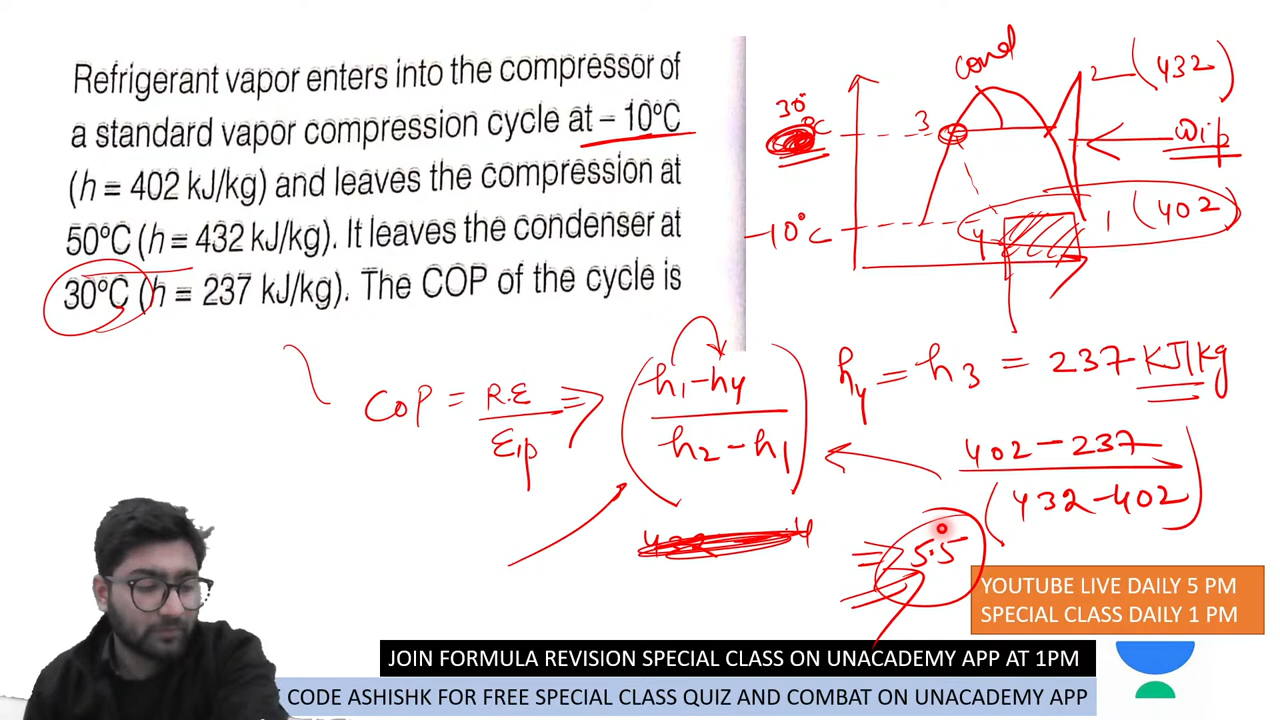 Refrigerant vapor enters into the compressor of
a standard vapor compression cycle at – 10°C
(h = 402 kJ/kg) and leaves the compression at
50°C (h = 432 kJ/kg). It leaves the condenser at
30°C (h = 237 kJ/kg). The COP of the cycle is
cond
2 (432)
30°
°C
3
wip
-10°C
4
1 (402)
COP = R.E / E.ip ⇒ (h1-h4 / h2-h1)
h4 = h3 = 237 KJ/kg
402-237
(432-402)
= 5.5
YOUTUBE LIVE DAILY 5 PM
SPECIAL CLASS DAILY 1 PM
JOIN FORMULA REVISION SPECIAL CLASS ON UNACADEMY APP AT 1PM
CODE ASHISHK FOR FREE SPECIAL CLASS QUIZ AND COMBAT ON UNACADEMY APP